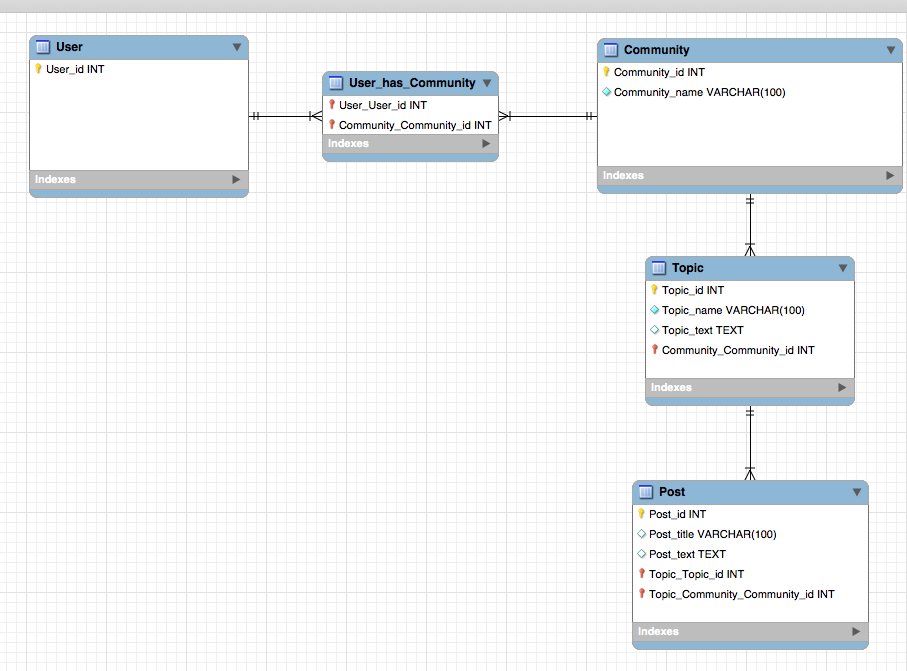 User
User_id INT
Indexes
User_has_Community
User_User_id INT
Community_Community_id INT
Indexes
Community
Community_id INT
Community_name VARCHAR(100)
Indexes
Topic
Topic_id INT
Topic_name VARCHAR(100)
Topic_text TEXT
Community_Community_id INT
Indexes
Post
Post_id INT
Post_title VARCHAR(100)
Post_text TEXT
Topic_Topic_id INT
Topic_Community_Community_id INT
Indexes